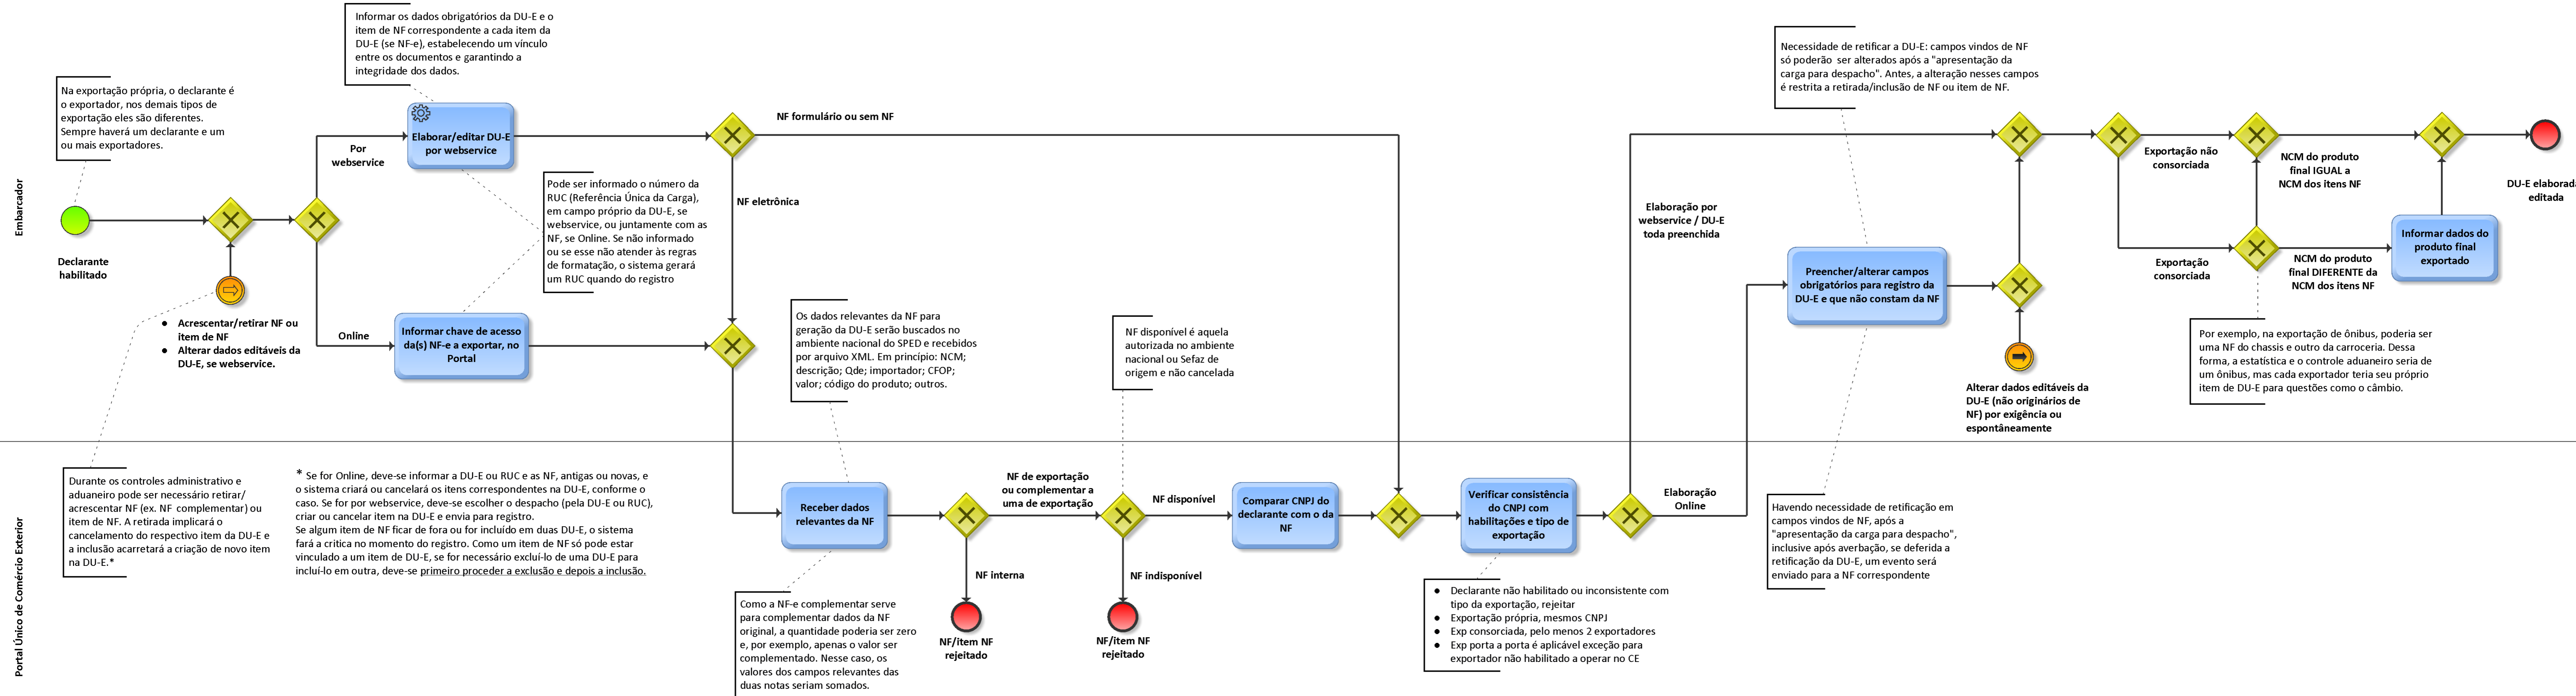 Embarcador
Na exportação própria, o declarante é
o exportador, nos demais tipos de
exportação eles são diferentes.
Sempre haverá um declarante e um
ou mais exportadores.
Declarante
habilitado
Informar os dados obrigatórios da DU-E e o
item de NF correspondente a cada item da
DU-E (se NF-e), estabelecendo um vínculo
entre os documentos e garantindo a
integridade dos dados.
Por
webservice
Elaborar/editar DU-E
por webservice
Pode ser informado o número da
RUC (Referência Única da Carga),
em campo próprio da DU-E, se
webservice, ou juntamente com as
NF, se Online. Se não informado
ou se esse não atender às regras
de formatação, o sistema gerará
um RUC quando do registro
Acrescentar/retirar NF ou
item de NF
Alterar dados editáveis da
DU-E, se webservice.
Online
Informar chave de acesso
da(s) NF-e a exportar, no
Portal
NF formulário ou sem NF
NF eletrônica
Os dados relevantes da NF para
geração da DU-E serão buscados no
ambiente nacional do SPED e recebidos
por arquivo XML. Em princípio: NCM;
descrição; Qde; importador; CFOP;
valor; código do produto; outros.
NF disponível é aquela
autorizada no ambiente
nacional ou Sefaz de
origem e não cancelada
Elaboração por
webservice / DU-E
toda preenchida
Necessidade de retificar a DU-E: campos vindos de NF
só poderão  ser alterados após a "apresentação da
carga para despacho". Antes, a alteração nesses campos
é restrita a retirada/inclusão de NF ou item de NF.
Preencher/alterar campos
obrigatórios para registro da
DU-E e que não constam da NF
Alterar dados editáveis da
DU-E (não originários de
NF) por exigência ou
espontâneamente
Exportação não
consorciada
Exportação
consorciada
NCM do produto
final IGUAL a
NCM dos itens NF
NCM do produto
final DIFERENTE da
NCM dos itens NF
Informar dados do
produto final
exportado
DU-E elaborada
editada
Por exemplo, na exportação de ônibus, poderia ser
uma NF do chassis e outro da carroceria. Dessa
forma, a estatística e o controle aduaneiro seria de
um ônibus, mas cada exportador teria seu próprio
item de DU-E para questões como o câmbio.
Portal Único de Comércio Exterior
Durante os controles administrativo e
aduaneiro pode ser necessário retirar/
acrescentar NF (ex. NF  complementar) ou
item de NF. A retirada implicará o
cancelamento do respectivo item da DU-E e
a inclusão acarretará a criação de novo item
na DU-E.*
* Se for Online, deve-se informar a DU-E ou RUC e as NF, antigas ou novas, e
o sistema criará ou cancelará os itens correspondentes na DU-E, conforme o
caso. Se for por webservice, deve-se escolher o despacho (pela DU-E ou RUC),
criar ou cancelar item na DU-E e envia para registro.
Se algum item de NF ficar de fora ou for incluído em duas DU-E, o sistema
fará a critica no momento do registro. Como um item de NF só pode estar
vinculado a um item de DU-E, se for necessário excluí-lo de uma DU-E para
incluí-lo em outra, deve-se primeiro proceder a exclusão e depois a inclusão.
Receber dados
relevantes da NF
Como a NF-e complementar serve
para complementar dados da NF
original, a quantidade poderia ser zero
e, por exemplo, apenas o valor ser
complementado. Nesse caso, os
valores dos campos relevantes das
duas notas seriam somados.
NF de exportação
ou complementar a
uma de exportação
NF interna
NF/item NF
rejeitado
NF disponível
NF indisponível
NF/item NF
rejeitado
Comparar CNPJ do
declarante com o da
NF
Verificar consistência
do CNPJ com
habilitações e tipo de
exportação
Declarante não habilitado ou inconsistente com
tipo da exportação, rejeitar
Exportação própria, mesmos CNPJ
Exp consorciada, pelo menos 2 exportadores
Exp porta a porta é aplicável exceção para
exportador não habilitado a operar no CE
Elaboração
Online
Havendo necessidade de retificação em
campos vindos de NF, após a
"apresentação da carga para despacho",
inclusive após averbação, se deferida a
retificação da DU-E, um evento será
enviado para a NF correspondente